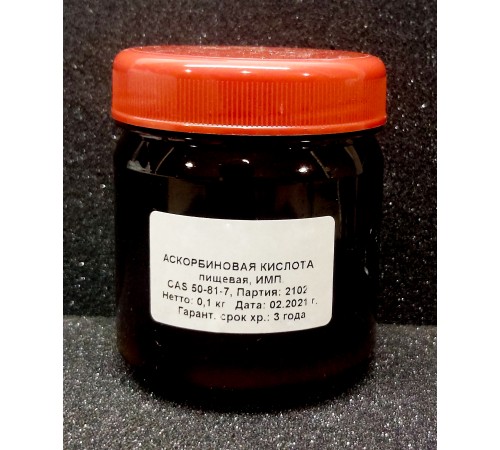 АСКОРБИНОВАЯ КИСЛОТА
пищевая, ИМП.
CAS 50-81-7, Партия: 2102
Нетто: 0,1 кг Дата: 02.2021 г.
Гарант. срок хр.: 3 года